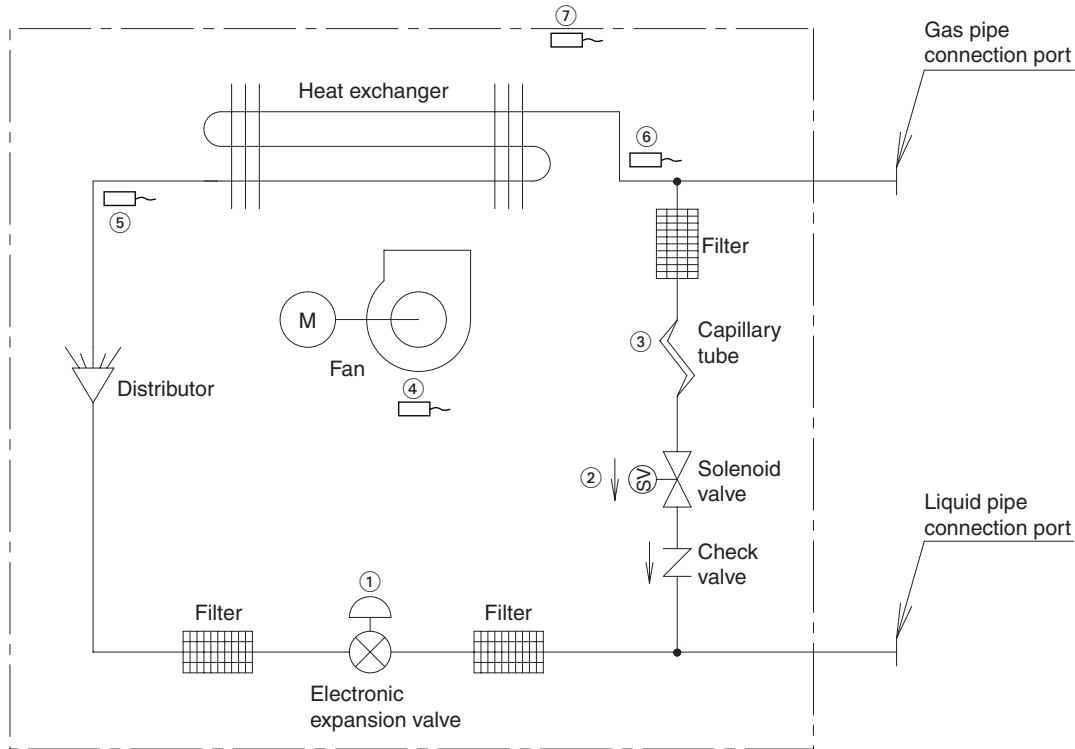 ⑦
Gas pipe
connection port
Heat exchanger
⑥
⑤
Filter
M
Fan
③
Capillary
tube
Distributor
④
②
SV
Solenoid
valve
Liquid pipe
connection port
Check
valve
①
Filter
Filter
Electronic
expansion valve